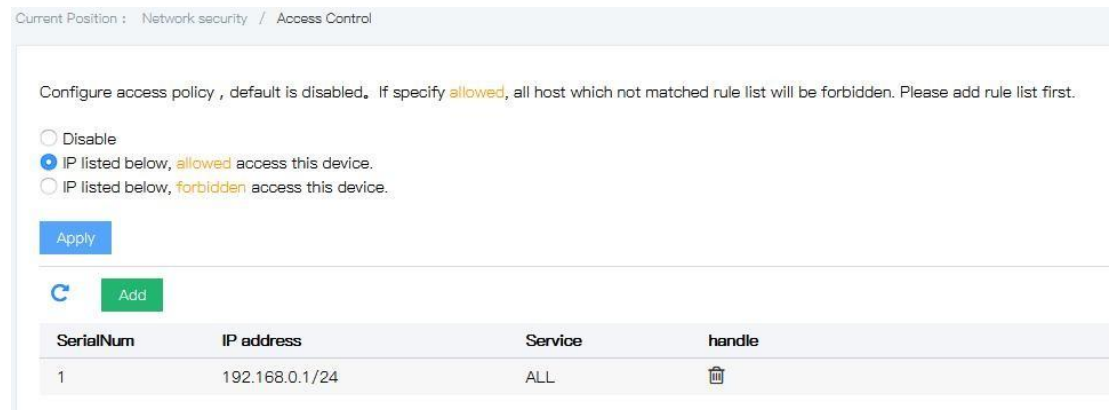 Current Position : Network security / Access Control
Configure access policy , default is disabled。If specify allowed, all host which not matched rule list will be forbidden. Please add rule list first.
Disable
IP listed below, allowed access this device.
IP listed below, forbidden access this device.
Apply
Add
SerialNum IP address Service handle
1 192.168.0.1/24 ALL